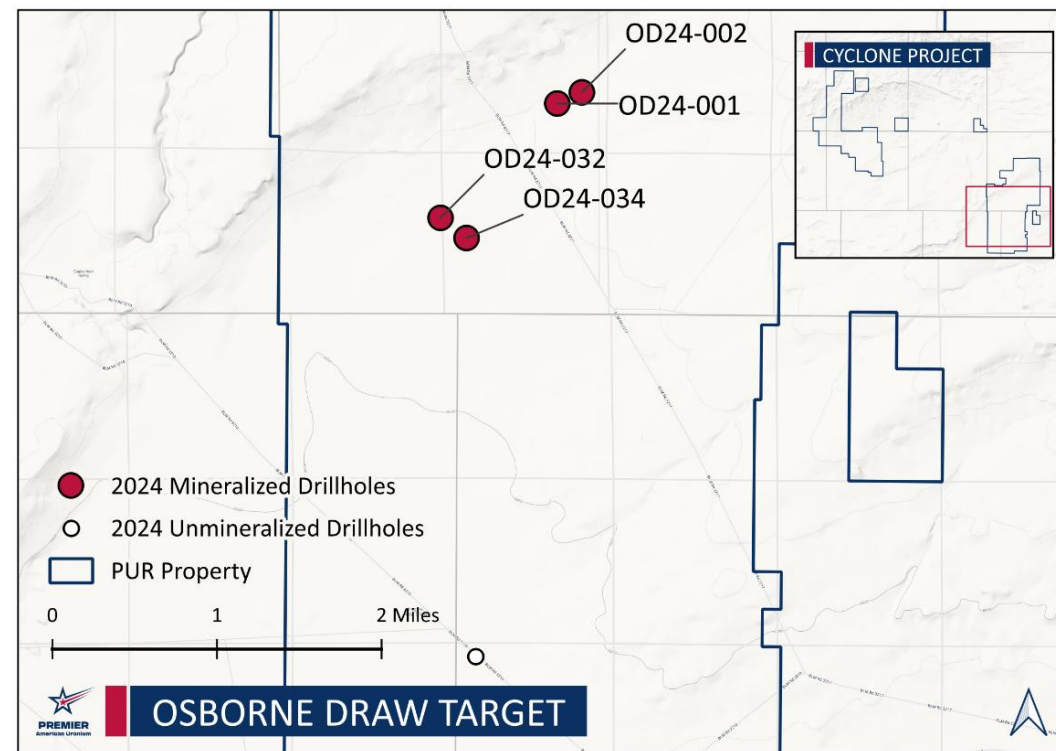 OD24-002
CYCLONE PROJECT
OD24-001
OD24-032
OD24-034
2024 Mineralized Drillholes
2024 Unmineralized Drillholes
PUR Property
0 1 2 Miles
PREMIER
American Uranium
OSBORNE DRAW TARGET